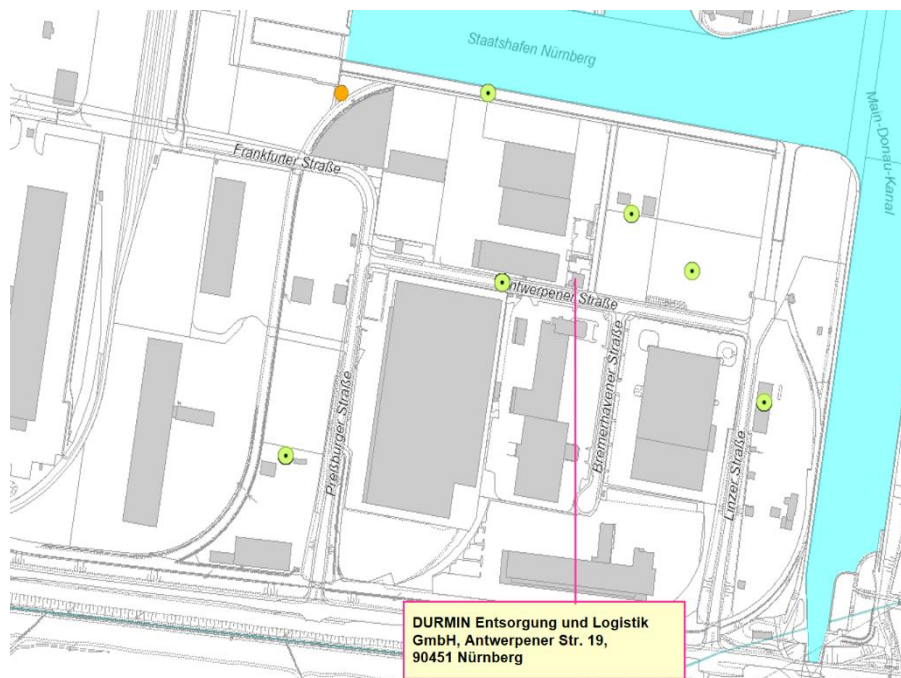 Staatshafen Nürnberg
Main-Donau-Kanal
Frankfurter Straße
Antwerpener Straße
Preßburger Straße
Bremerhavener Straße
Linzer Straße
DURMIN Entsorgung und Logistik
GmbH, Antwerpener Str. 19,
90451 Nürnberg